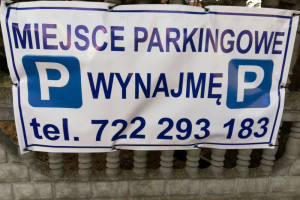 MIEJSCE PARKINGOWE
P WYNAJMĘ P
tel. 722 293 183